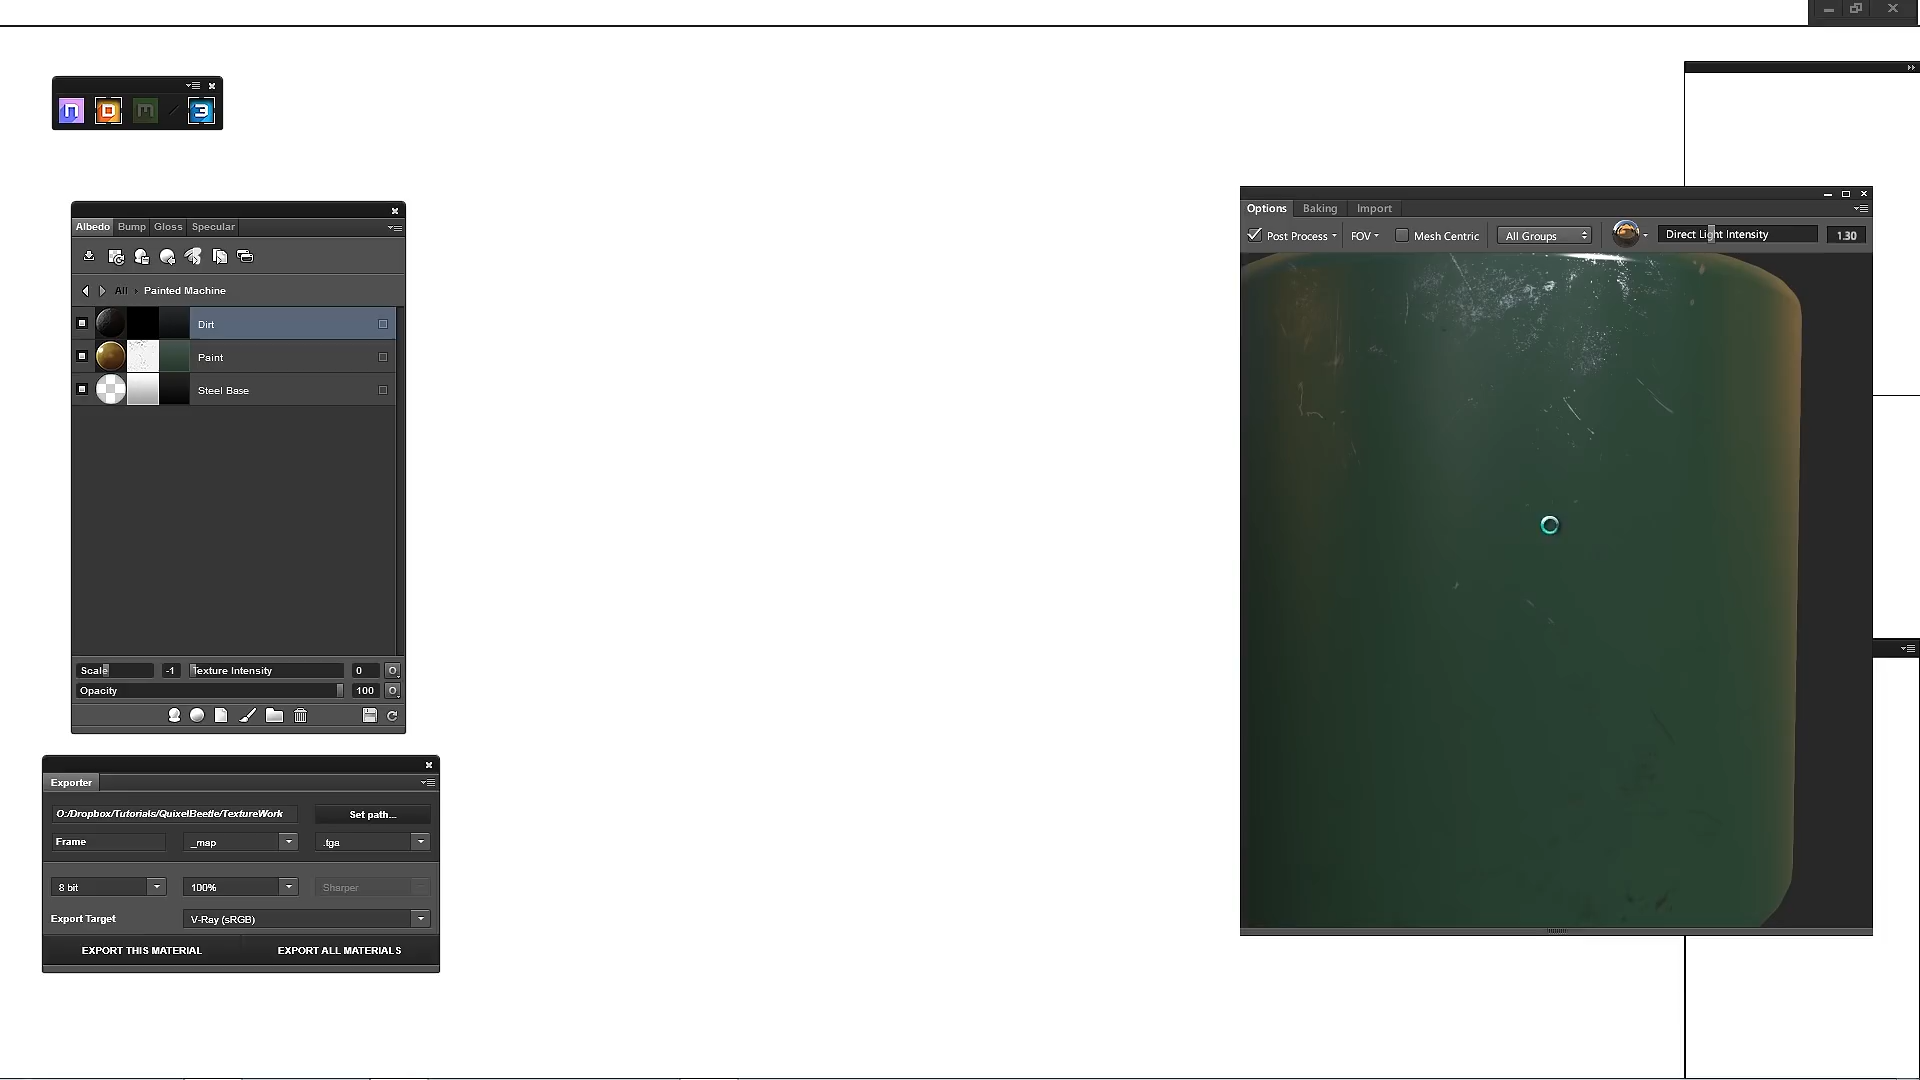 n D m 3
Albedo Bump Gloss Specular
All › Painted Machine
Dirt
Paint
Steel Base
Scale -1 Texture Intensity 0
Opacity 100
Exporter
O:/Dropbox/Tutorials/QuixelBeetle/TextureWork Set path...
Frame _map .tga
8 bit 100% Sharper
Export Target V-Ray (sRGB)
EXPORT THIS MATERIAL EXPORT ALL MATERIALS
Options Baking Import
Post Process FOV Mesh Centric All Groups Direct Light Intensity 1.30